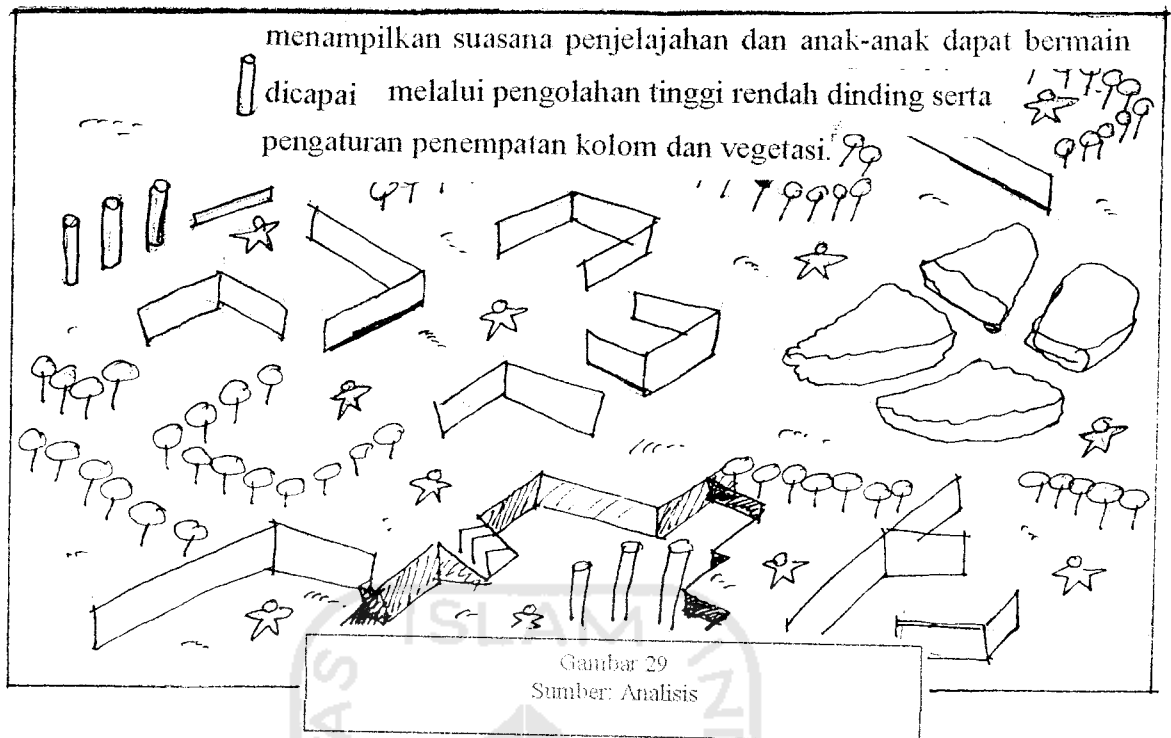 menampilkan suasana penjelajahan dan anak-anak dapat bermain
dicapai melalui pengolahan tinggi rendah dinding serta
pengaturan penempatan kolom dan vegetasi.
Gambar 29
Sumber: Analisis
ISLAM